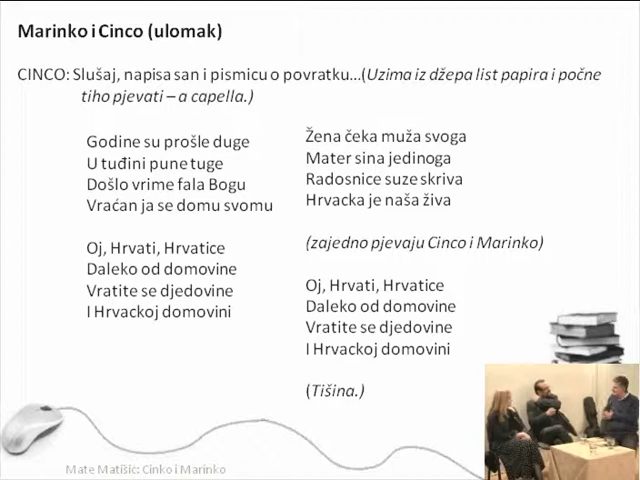 Marinko i Cinco (ulomak)
CINCO: Slušaj, napisa san i pismicu o povratku...(Uzima iz džepa list papira i počne
tiho pjevati – a capella.)
Godine su prošle duge
U tuđini pune tuge
Došlo vrime fala Bogu
Vraćan ja se domu svomu
Oj, Hrvati, Hrvatice
Daleko od domovine
Vratite se djedovine
I Hrvackoj domovini
Žena čeka muža svoga
Mater sina jedinoga
Radosnice suze skriva
Hrvacka je naša živa
(zajedno pjevaju Cinco i Marinko)
Oj, Hrvati, Hrvatice
Daleko od domovine
Vratite se djedovine
I Hrvackoj domovini
(Tišina.)
Mate Matišić: Cinko i Marinko